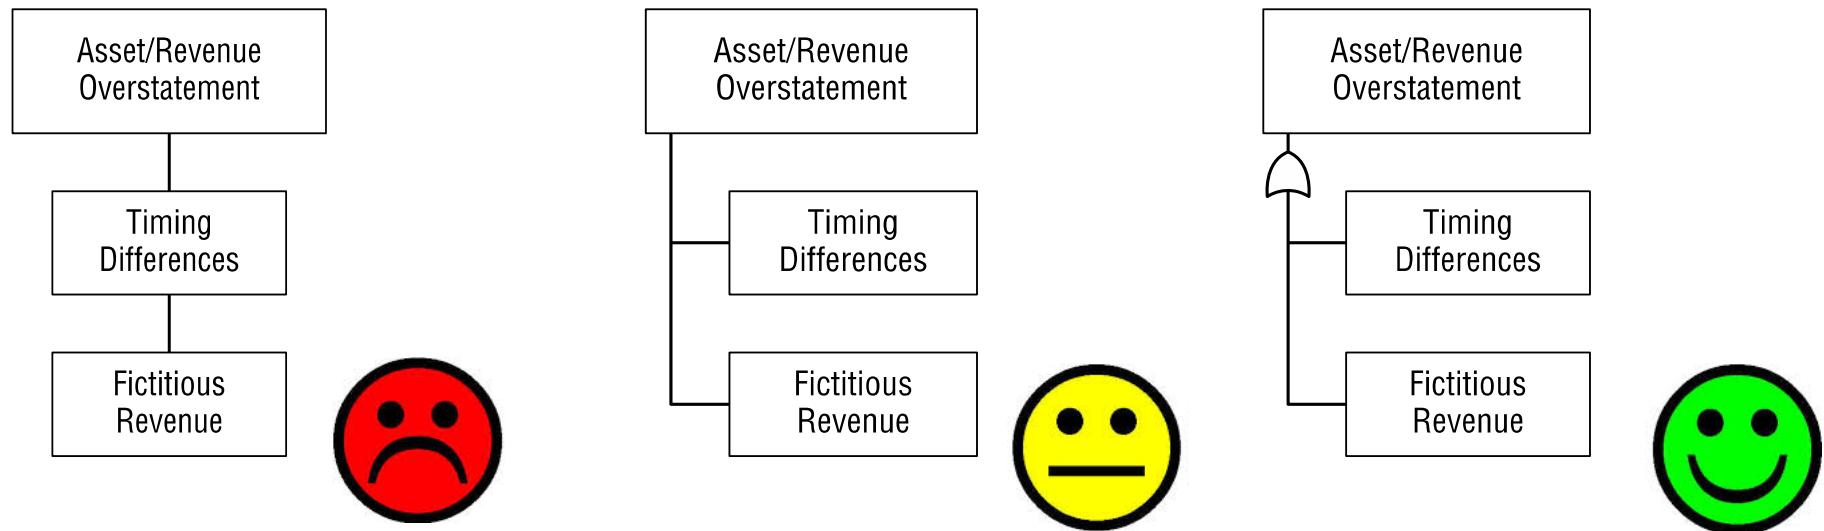 Asset/Revenue
Overstatement
Timing
Differences
Fictitious
Revenue
Asset/Revenue
Overstatement
Timing
Differences
Fictitious
Revenue
Asset/Revenue
Overstatement
Timing
Differences
Fictitious
Revenue